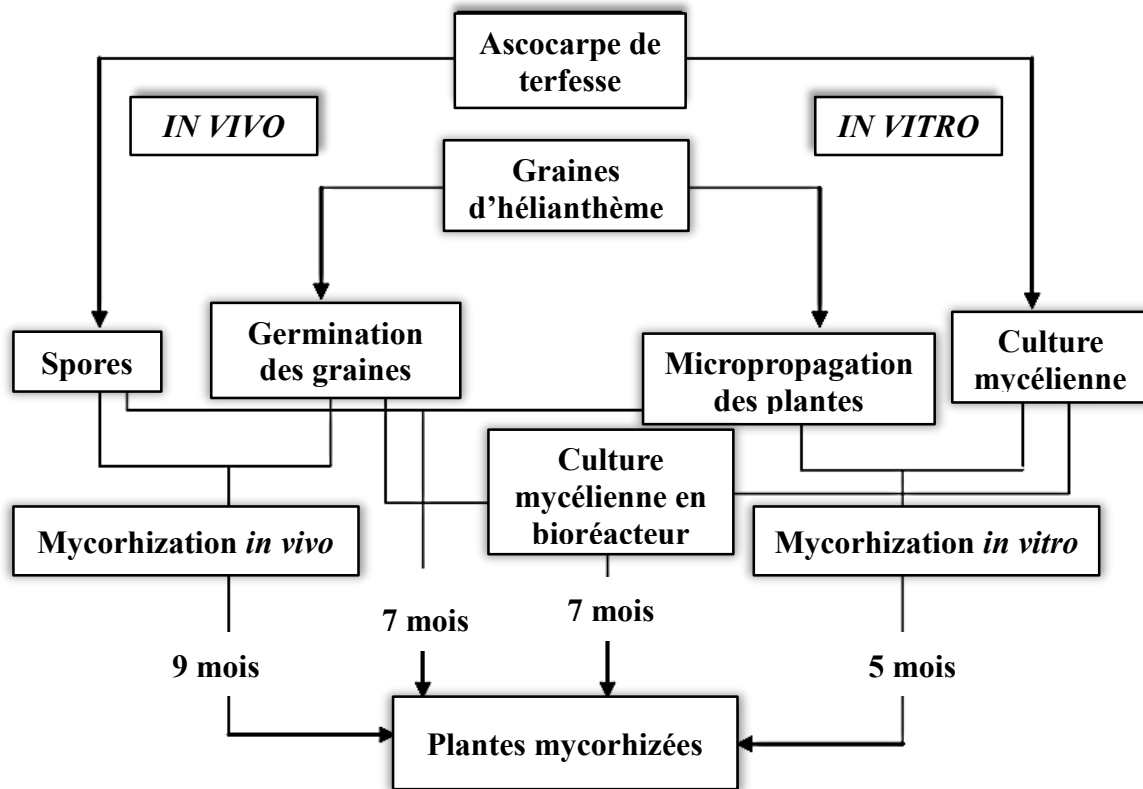 Ascocarpe de
terfesse
IN VIVO
IN VITRO
Graines
d’hélianthème
Spores
Germination
des graines
Micropropagation
des plantes
Culture
mycélienne
Culture
mycélienne en
bioréacteur
Mycorhization in vivo
Mycorhization in vitro
9 mois
7 mois
7 mois
5 mois
Plantes mycorhizées